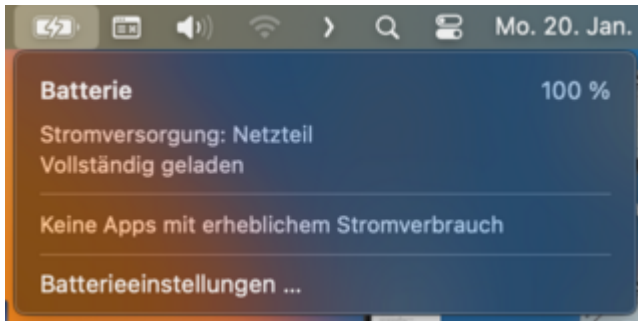 Mo. 20. Jan.
Batterie 100 %
Stromversorgung: Netzteil
Vollständig geladen
Keine Apps mit erheblichem Stromverbrauch
Batterieeinstellungen ...